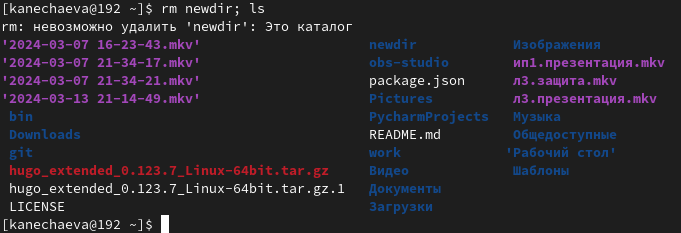 [kanechaeva@192 ~]$ rm newdir; ls
rm: невозможно удалить 'newdir': Это каталог
'2024-03-07 16-23-43.mkv' newdir Изображения
'2024-03-07 21-34-17.mkv' obs-studio ип1.презентация.mkv
'2024-03-07 21-34-21.mkv' package.json л3.защита.mkv
'2024-03-13 21-14-49.mkv' Pictures л3.презентация.mkv
bin PycharmProjects Музыка
Downloads README.md Общедоступные
git work 'Рабочий стол'
hugo_extended_0.123.7_Linux-64bit.tar.gz Видео Шаблоны
hugo_extended_0.123.7_Linux-64bit.tar.gz.1 Документы
LICENSE Загрузки
[kanechaeva@192 ~]$